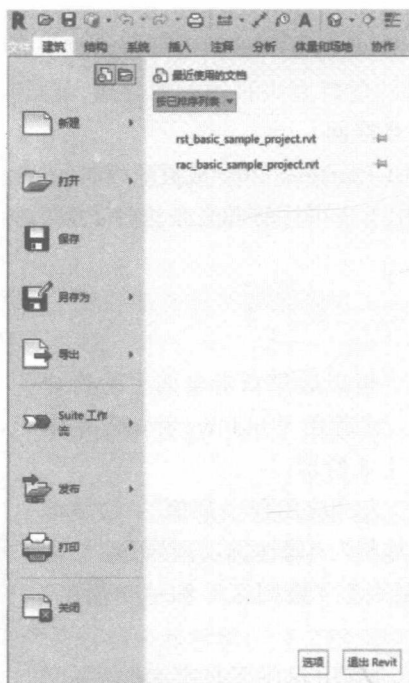 R A
文件 建筑 结构 系统 插入 注释 分析 体量和场地 协作
最近使用的文档
按已排序列表
rst_basic_sample_project.rvt
rac_basic_sample_project.rvt
新建
打开
保存
另存为
导出
Suite 工作
流
发布
打印
关闭
选项 退出 Revit